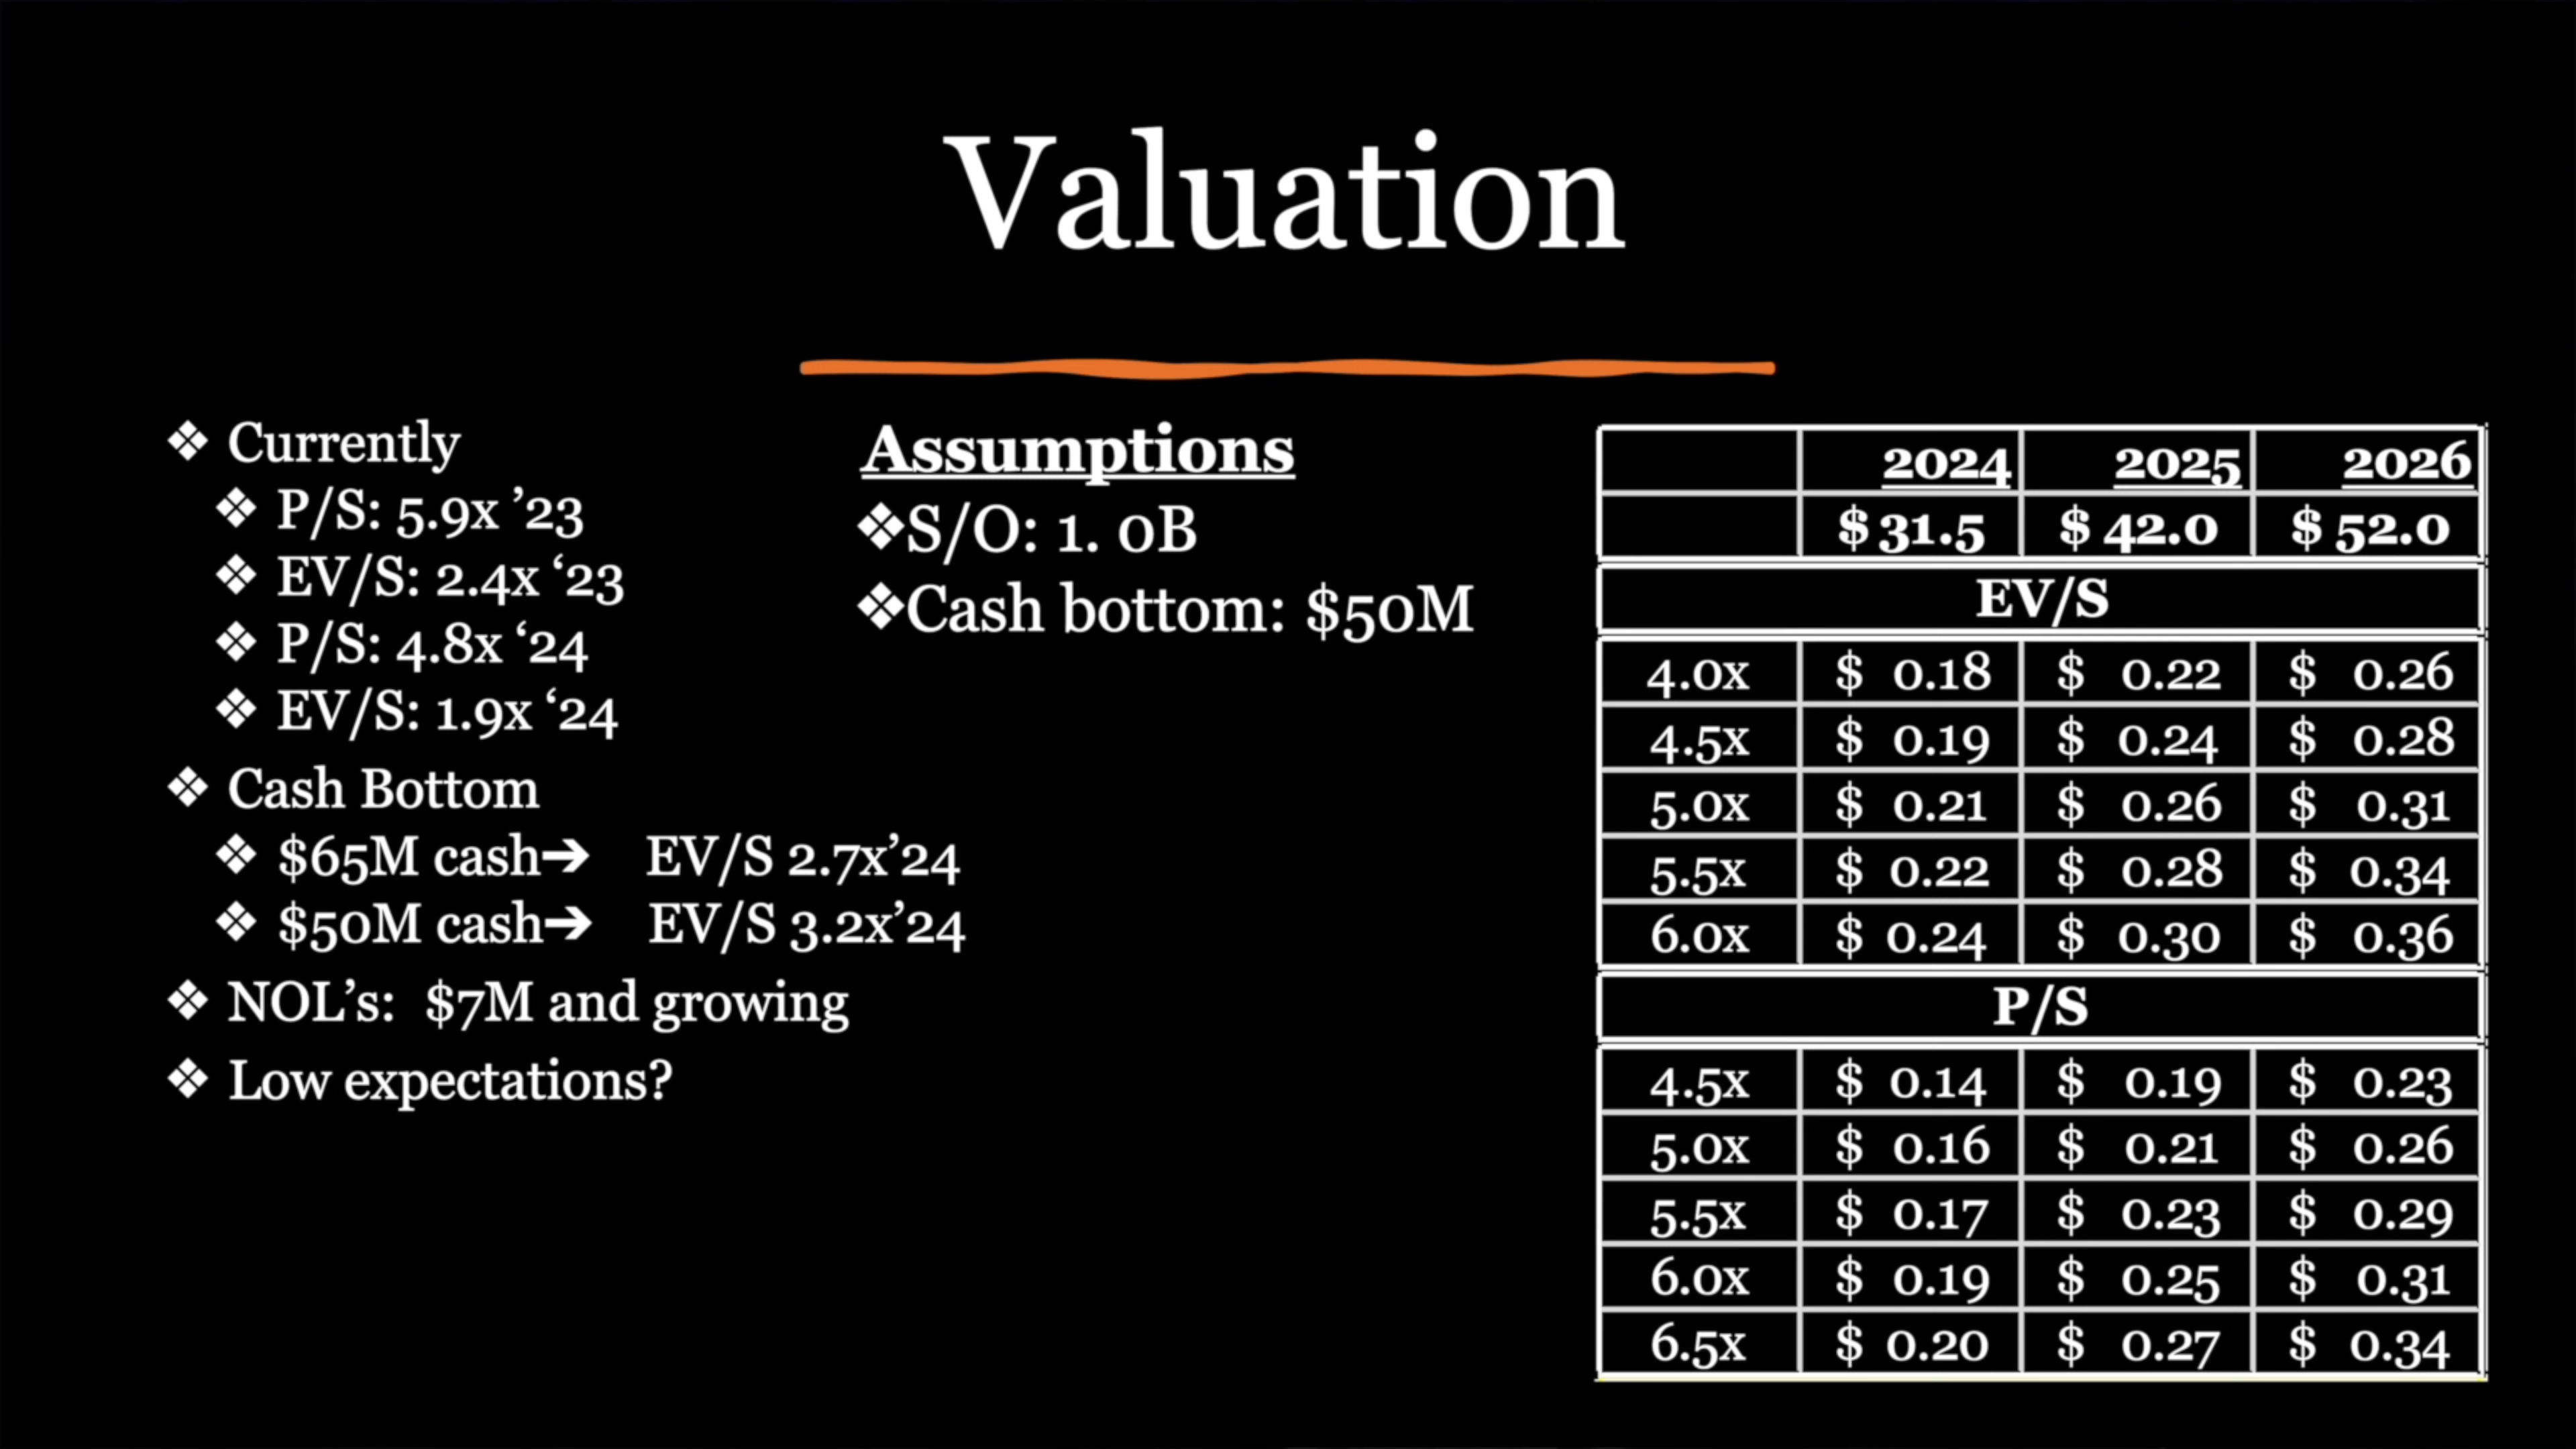 Valuation
❖ Currently
❖ P/S: 5.9x ’23
❖ EV/S: 2.4x ‘23
❖ P/S: 4.8x ‘24
❖ EV/S: 1.9x ‘24
❖ Cash Bottom
❖ $65M cash➔ EV/S 2.7x’24
❖ $50M cash➔ EV/S 3.2x’24
❖ NOL’s: $7M and growing
❖ Low expectations?
Assumptions
❖S/O: 1. 0B
❖Cash bottom: $50M
2024 2025 2026
$ 31.5 $ 42.0 $ 52.0
EV/S
4.0x $ 0.18 $ 0.22 $ 0.26
4.5x $ 0.19 $ 0.24 $ 0.28
5.0x $ 0.21 $ 0.26 $ 0.31
5.5x $ 0.22 $ 0.28 $ 0.34
6.0x $ 0.24 $ 0.30 $ 0.36
P/S
4.5x $ 0.14 $ 0.19 $ 0.23
5.0x $ 0.16 $ 0.21 $ 0.26
5.5x $ 0.17 $ 0.23 $ 0.29
6.0x $ 0.19 $ 0.25 $ 0.31
6.5x $ 0.20 $ 0.27 $ 0.34